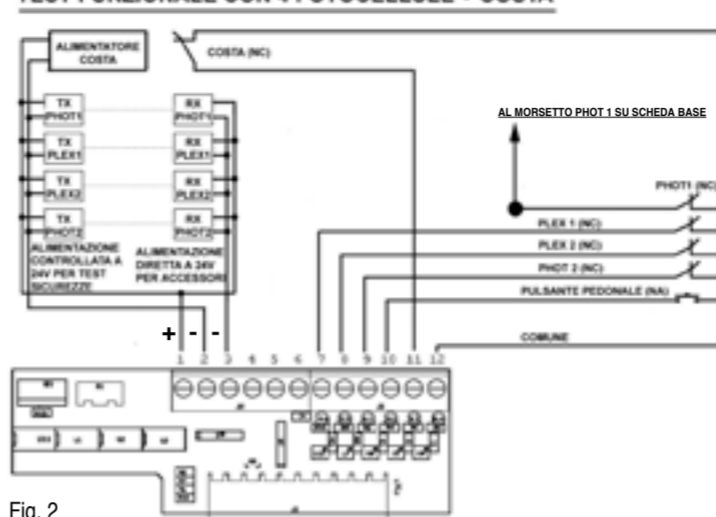 TEST FUNZIONALE CON 4 FOTOCELLULE + COSTA
ALIMENTATORE
COSTA
COSTA (NC)
TX
PHOT1
RX
PHOT1
TX
PLEX1
RX
PLEX1
TX
PLEX2
RX
PLEX2
TX
PHOT2
RX
PHOT2
AL MORSETTO PHOT 1 SU SCHEDA BASE
PHOT1 (NC)
PLEX 1 (NC)
PLEX 2 (NC)
PHOT 2 (NC)
PULSANTE PEDONALE (NA)
COMUNE
ALIMENTAZIONE
CONTROLLATA A
24V PER TEST
SICUREZZE
ALIMENTAZIONE
DIRETTA A 24V
PER ACCESSORI
+ - -
1 2 3 4 5 6 7 8 9 10 11 12
Fig. 2